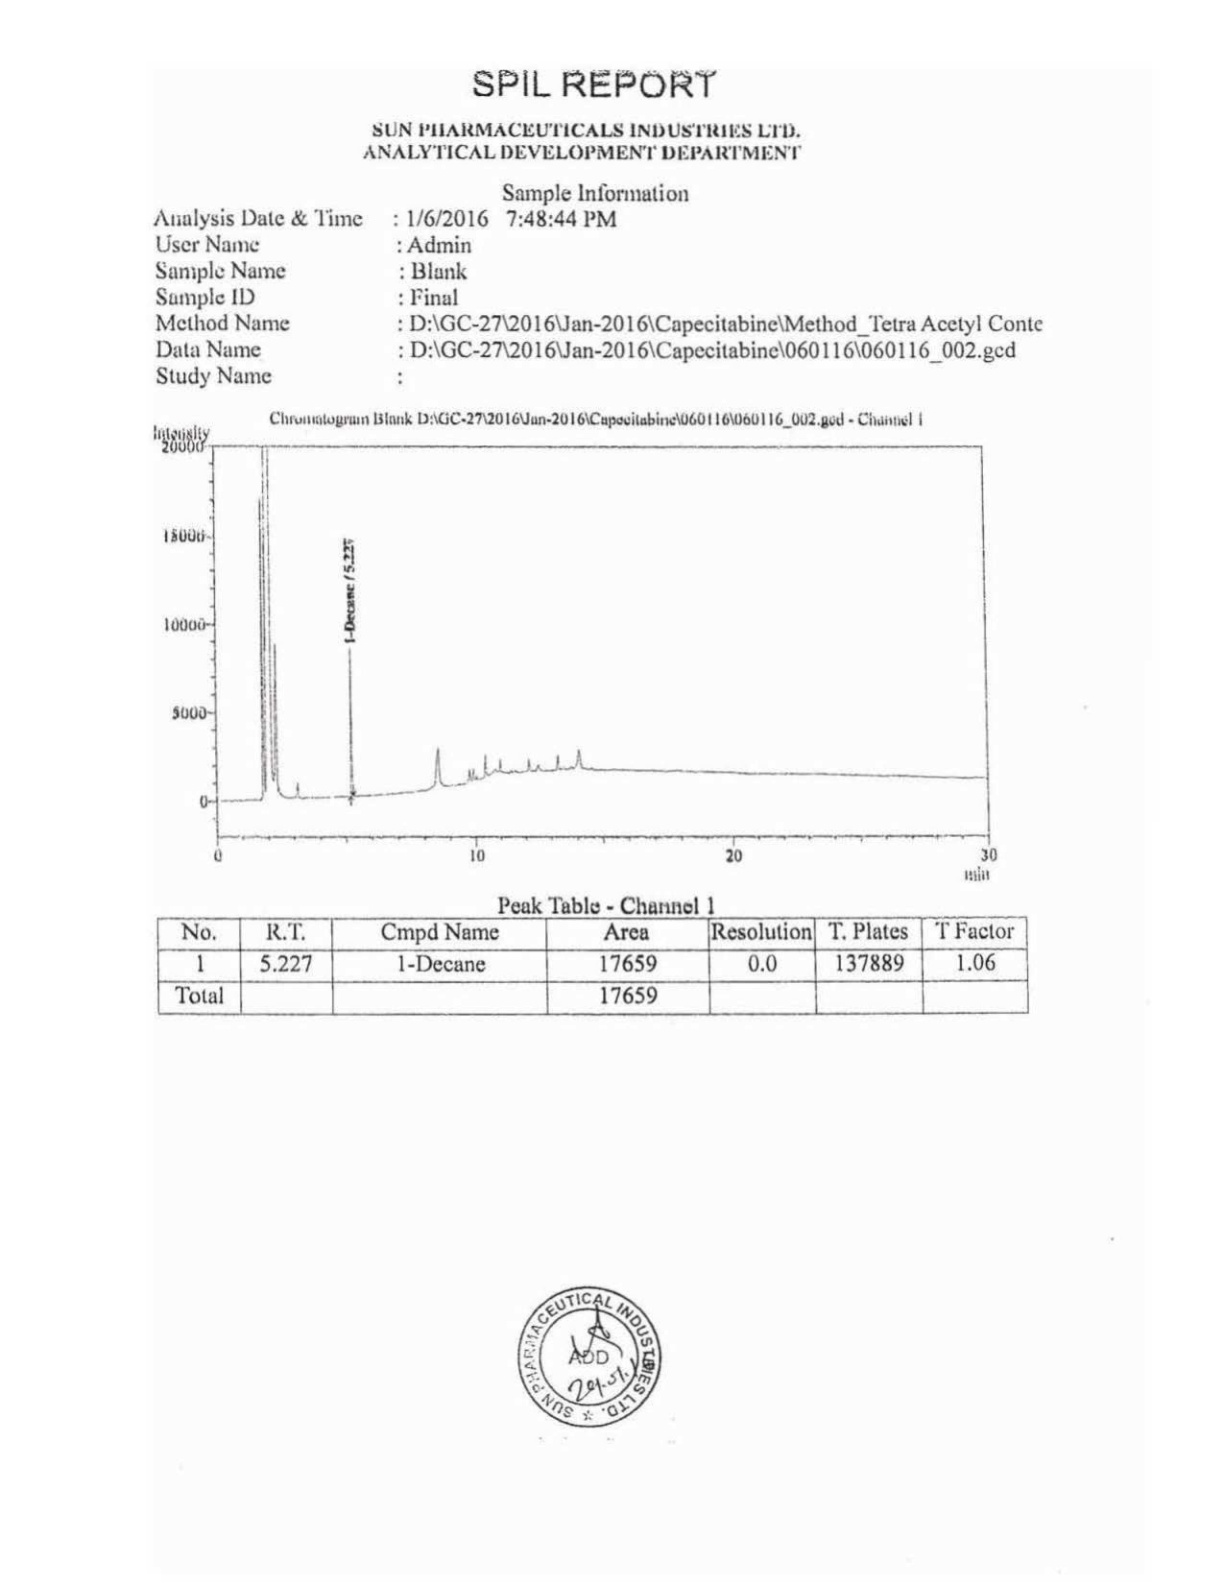 SPIL REPORT
SUN PHARMACEUTICALS INDUSTRIES LTD.
ANALYTICAL DEVELOPMENT DEPARTMENT
Sample Information
Analysis Date & Time : 1/6/2016 7:48:44 PM
User Name : Admin
Sample Name : Blank
Sample ID : Final
Method Name : D:\GC-27\2016\Jan-2016\Capecitabine\Method_Tetra Acetyl Conte
Data Name : D:\GC-27\2016\Jan-2016\Capecitabine\060116\060116_002.gcd
Study Name :
Chromatogram Blank D:\GC-27\2016\Jan-2016\Capecitabine\060116\060116_002.gcd - Channel 1
Intensity
20000
15000
10000
5000
0
1-Decane / 5.227
0 10 20 30
min
Peak Table - Channel 1
No. R.T. Cmpd Name Area Resolution T. Plates T Factor
1 5.227 1-Decane 17659 0.0 137889 1.06
Total 17659
SUN PHARMACEUTICAL INDUSTRIES LTD.
ADD